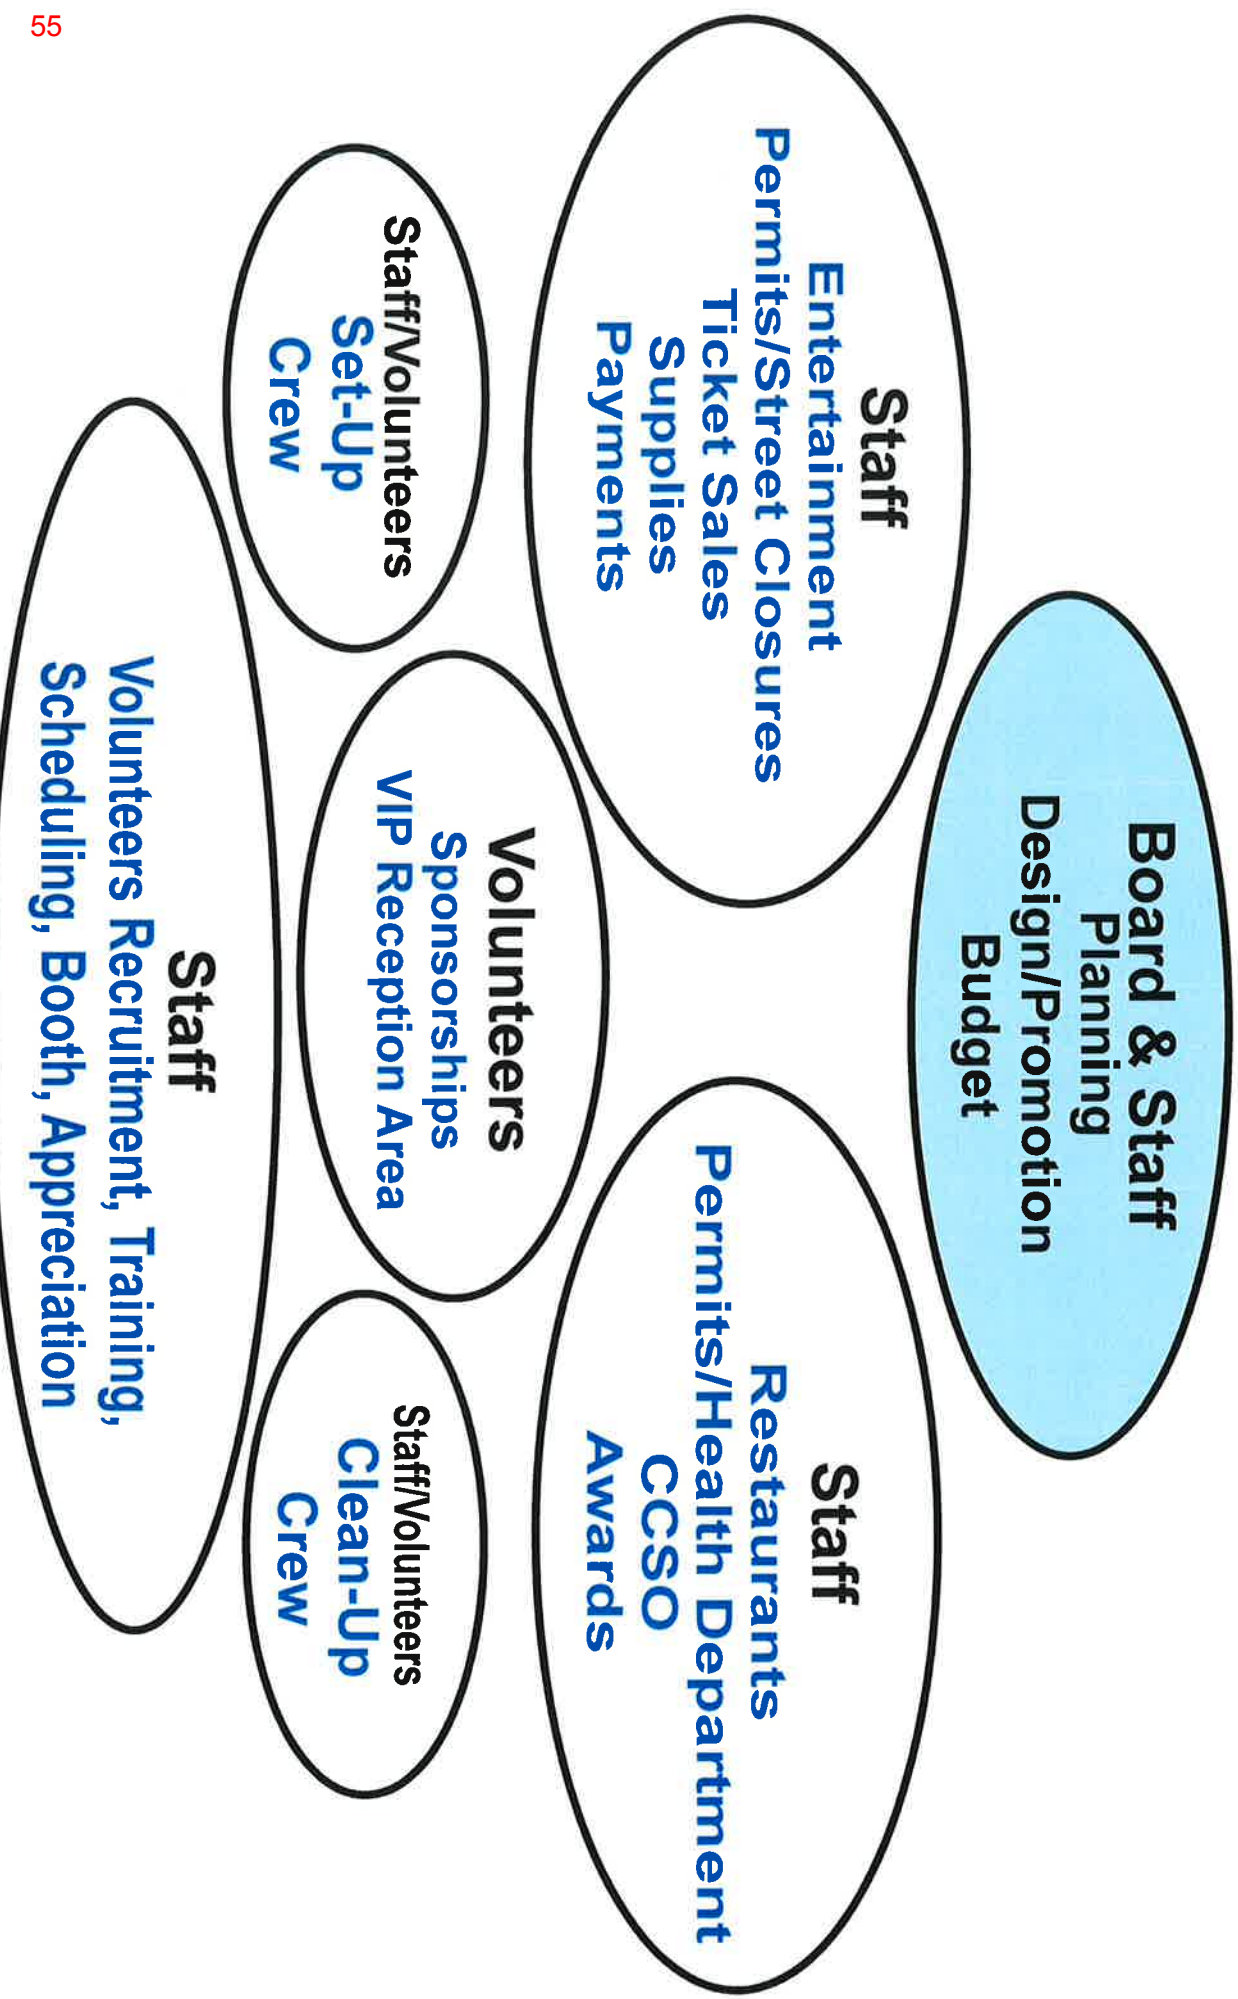 55
Board & Staff
Planning
Design/Promotion
Budget
Staff
Entertainment
Permits/Street Closures
Ticket Sales
Supplies
Payments
Staff
Restaurants
Permits/Health Department
CCSO
Awards
Staff/Volunteers
Set-Up
Crew
Volunteers
Sponsorships
VIP Reception Area
Staff/Volunteers
Clean-Up
Crew
Staff
Volunteers Recruitment, Training,
Scheduling, Booth, Appreciation